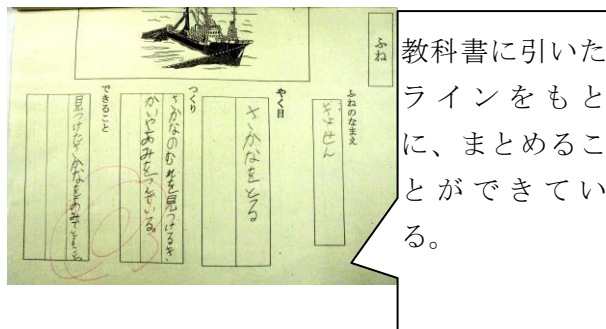 ふね
ふねのなまえ
ぎょせん
やく目
さかなをとる
つくり
さかなのむれを見つけるき
かいやあみをつんでいる。
できること
見つけたさかなをあみでとる
教科書に引いた
ラインをもと
に、まとめるこ
とができてい
る。